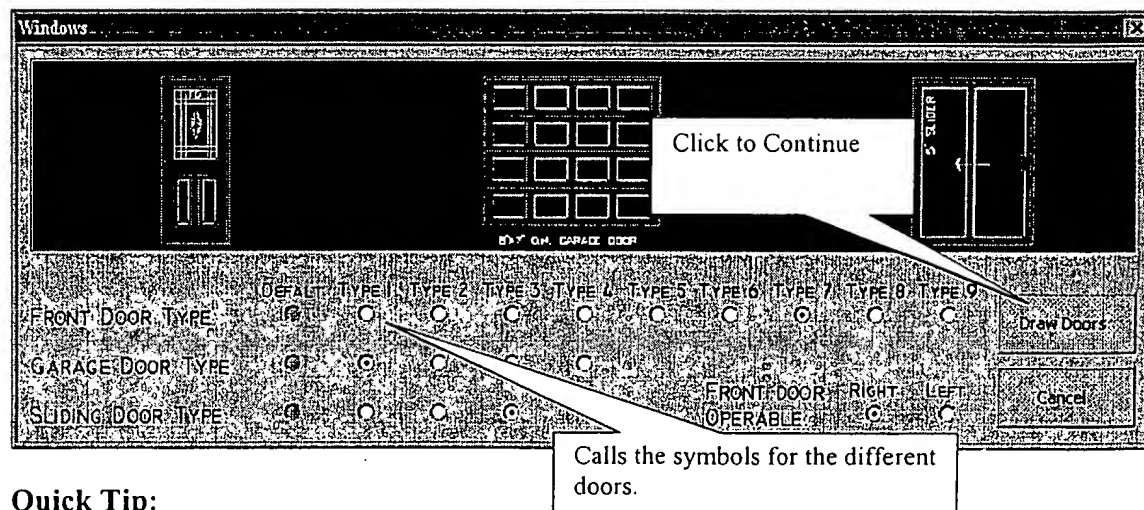 Windows
5° SLIDER
Click to Continue
8'x7' O.H. GARAGE DOOR
DEFALT TYPE 1 TYPE 2 TYPE 3 TYPE 4 TYPE 5 TYPE 6 TYPE 7 TYPE 8 TYPE 9
FRONT DOOR TYPE
Draw Doors
GARAGE DOOR TYPE
FRONT DOOR OPERABLE RIGHT LEFT
SLIDING DOOR TYPE
Cancel
Calls the symbols for the different
doors.
Quick Tip: